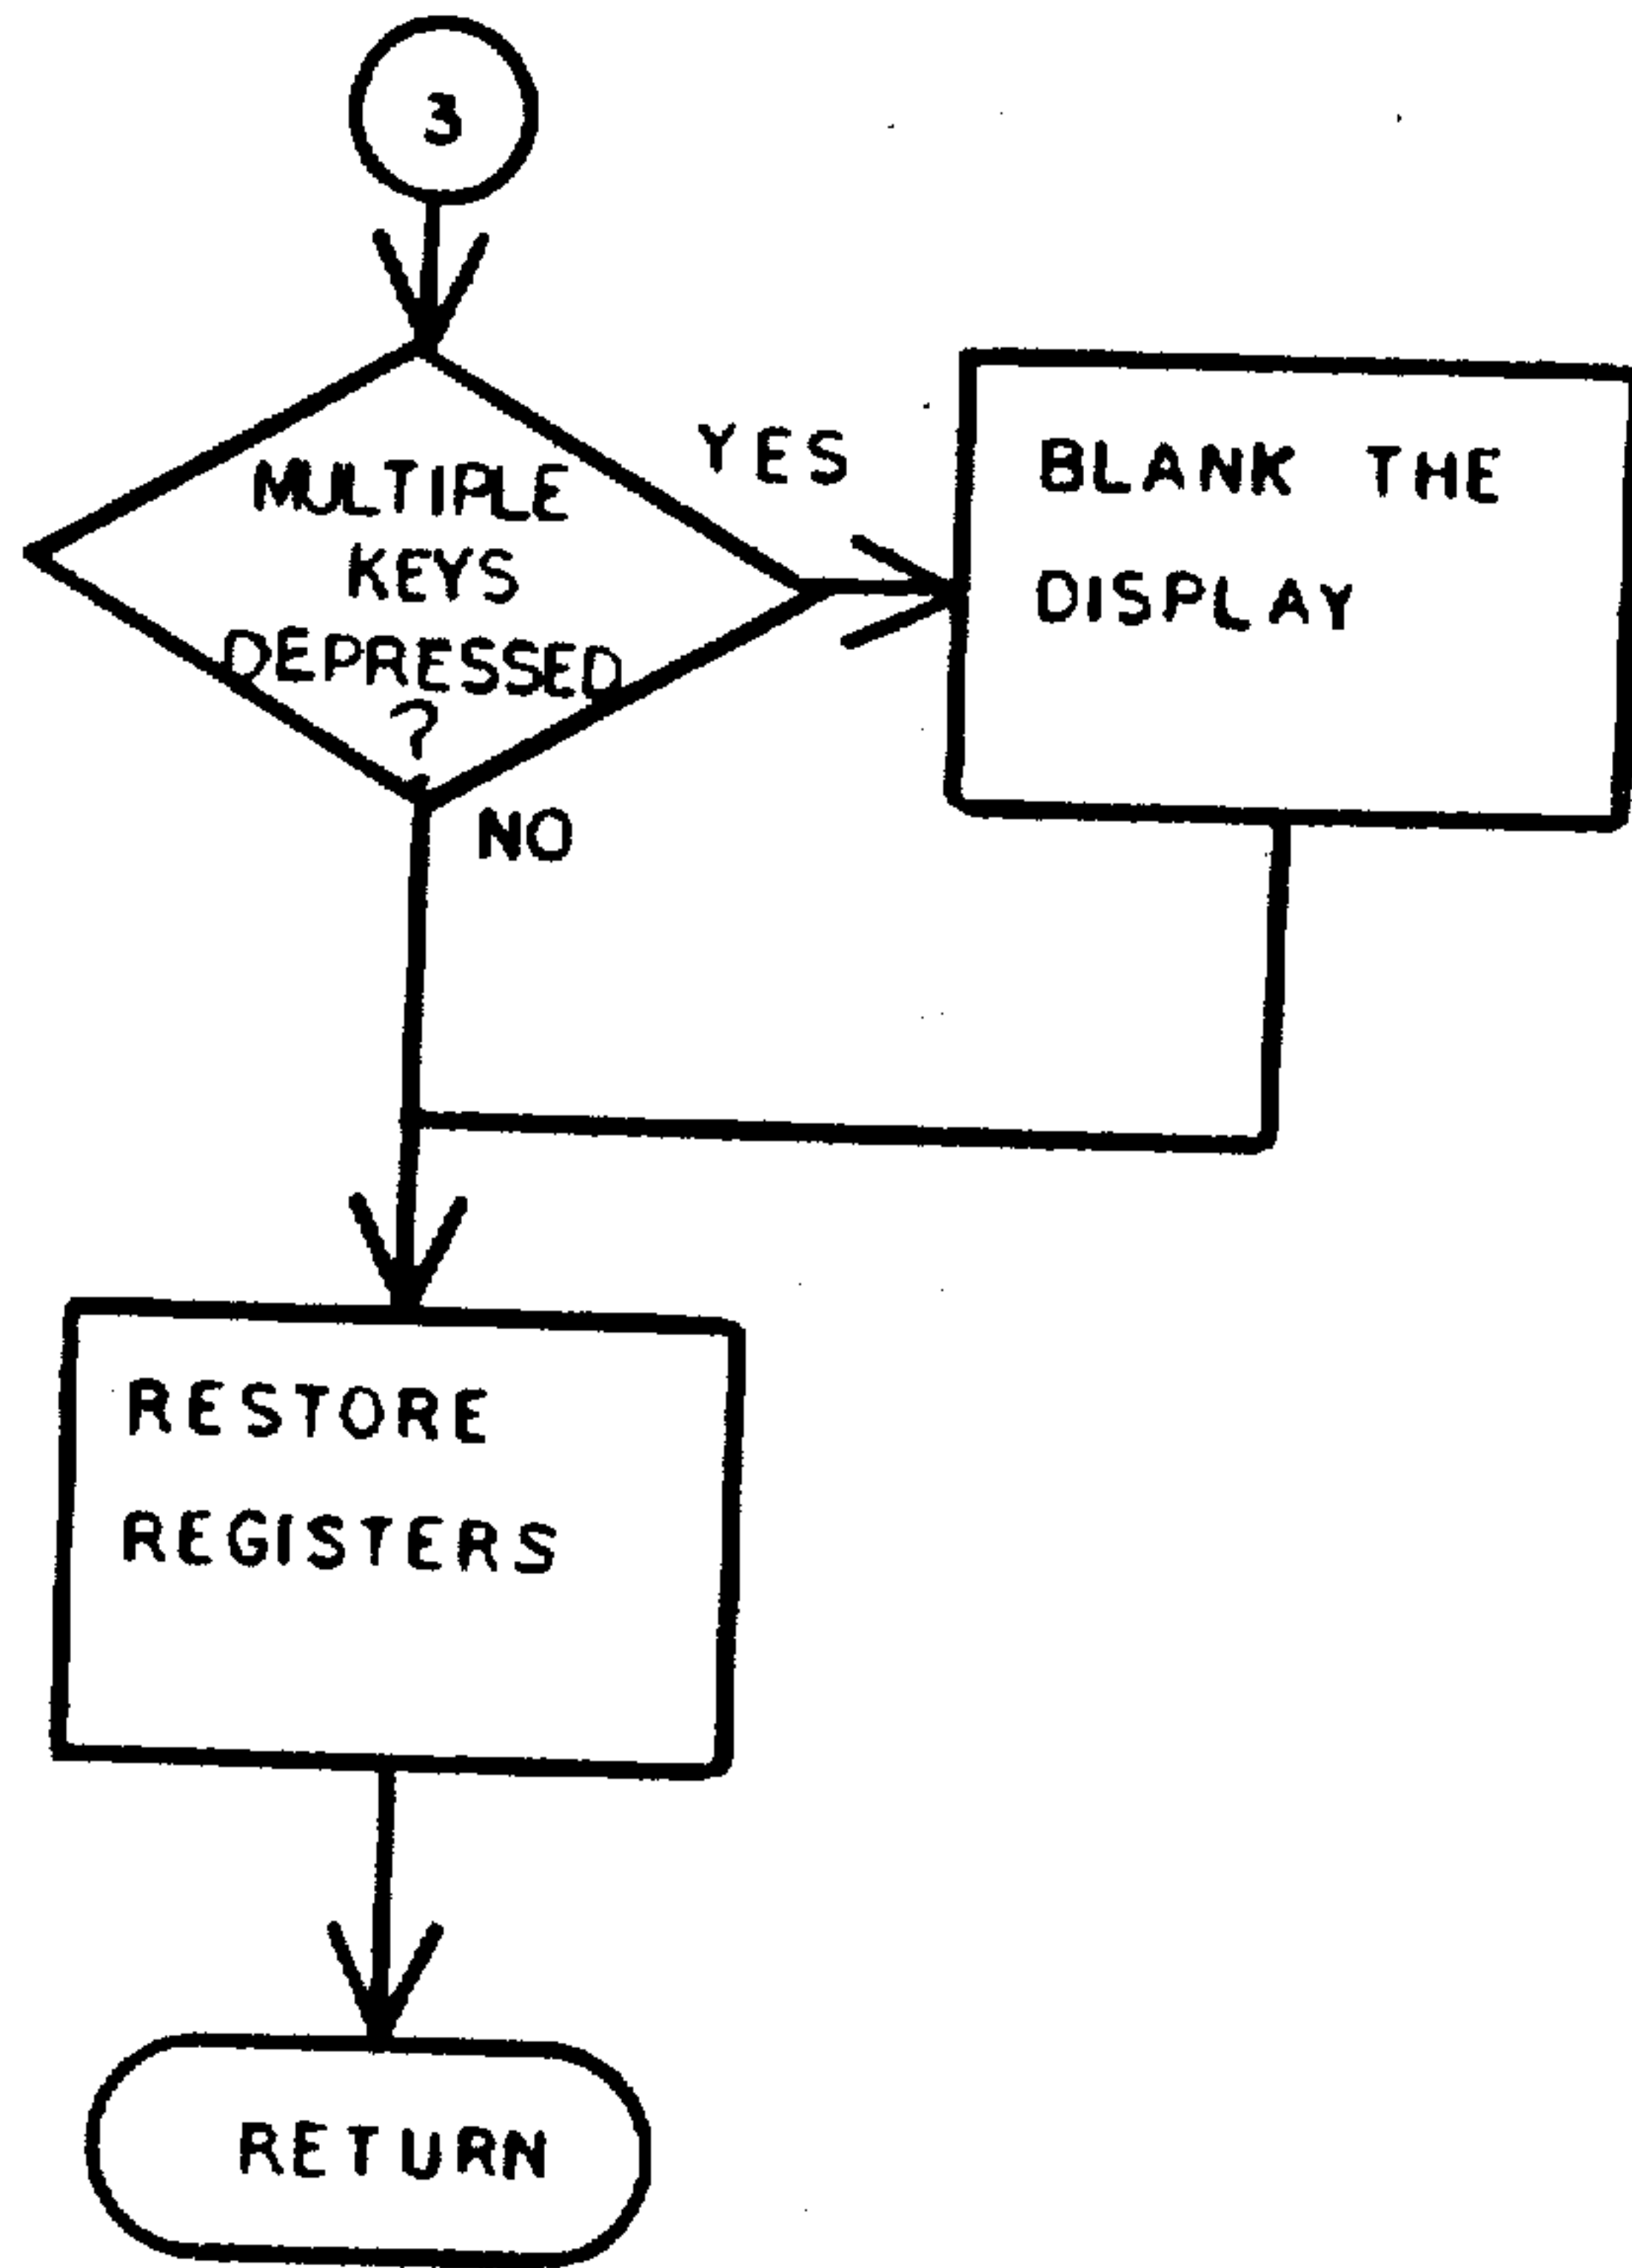 3
MULTIPLE
KEYS
DEPRESSED
?
YES
BLANK THE
DISPLAY
NO
RESTORE
REGISTERS
RETURN